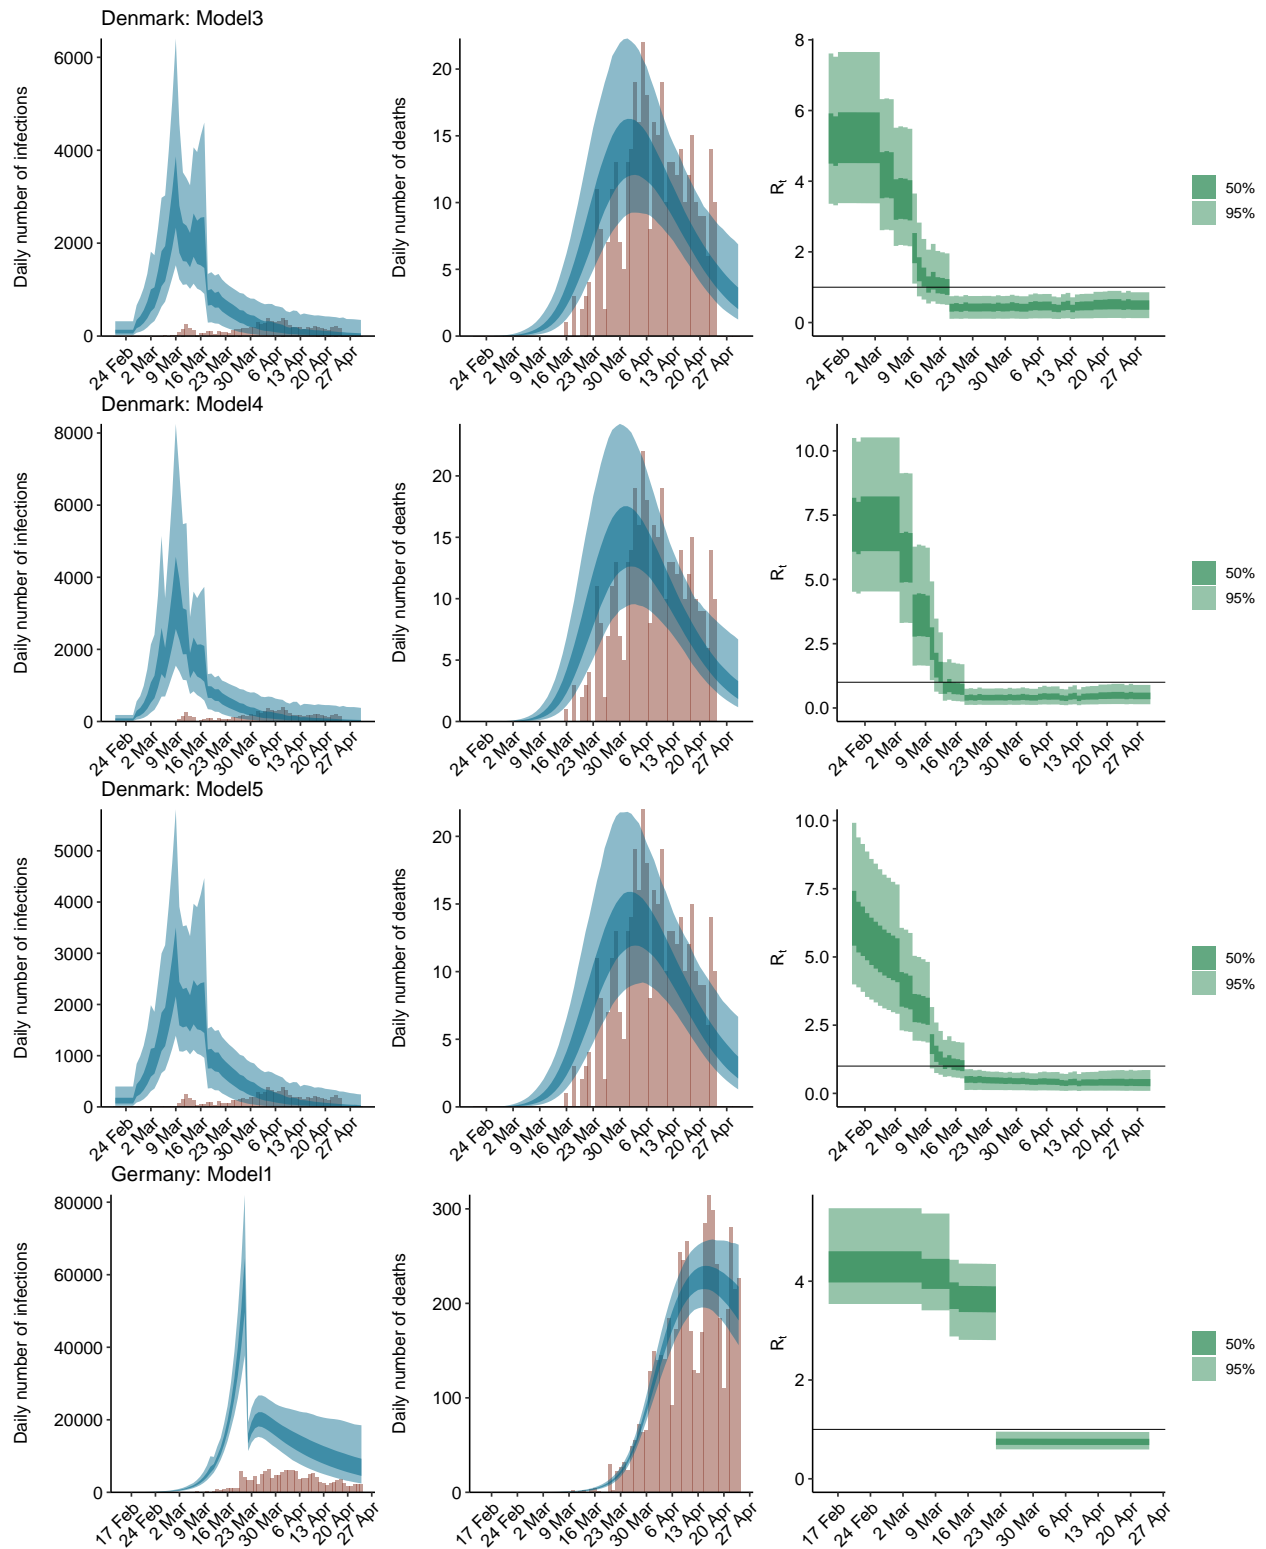 Denmark: Model3
Daily number of infections
6000
4000
2000
0
24 Feb
2 Mar
9 Mar
16 Mar
23 Mar
30 Mar
6 Apr
13 Apr
20 Apr
27 Apr
Daily number of deaths
20
15
10
5
0
24 Feb
2 Mar
9 Mar
16 Mar
23 Mar
30 Mar
6 Apr
13 Apr
20 Apr
27 Apr
Rt
8
6
4
2
0
24 Feb
2 Mar
9 Mar
16 Mar
23 Mar
30 Mar
6 Apr
13 Apr
20 Apr
27 Apr
50%
95%
Denmark: Model4
Daily number of infections
8000
6000
4000
2000
0
24 Feb
2 Mar
9 Mar
16 Mar
23 Mar
30 Mar
6 Apr
13 Apr
20 Apr
27 Apr
Daily number of deaths
20
15
10
5
0
24 Feb
2 Mar
9 Mar
16 Mar
23 Mar
30 Mar
6 Apr
13 Apr
20 Apr
27 Apr
Rt
10.0
7.5
5.0
2.5
0.0
24 Feb
2 Mar
9 Mar
16 Mar
23 Mar
30 Mar
6 Apr
13 Apr
20 Apr
27 Apr
50%
95%
Denmark: Model5
Daily number of infections
5000
4000
3000
2000
1000
0
24 Feb
2 Mar
9 Mar
16 Mar
23 Mar
30 Mar
6 Apr
13 Apr
20 Apr
27 Apr
Daily number of deaths
20
15
10
5
0
24 Feb
2 Mar
9 Mar
16 Mar
23 Mar
30 Mar
6 Apr
13 Apr
20 Apr
27 Apr
Rt
10.0
7.5
5.0
2.5
0.0
24 Feb
2 Mar
9 Mar
16 Mar
23 Mar
30 Mar
6 Apr
13 Apr
20 Apr
27 Apr
50%
95%
Germany: Model1
Daily number of infections
80000
60000
40000
20000
0
17 Feb
24 Feb
2 Mar
9 Mar
16 Mar
23 Mar
30 Mar
6 Apr
13 Apr
20 Apr
27 Apr
Daily number of deaths
300
200
100
0
17 Feb
24 Feb
2 Mar
9 Mar
16 Mar
23 Mar
30 Mar
6 Apr
13 Apr
20 Apr
27 Apr
Rt
4
2
0
17 Feb
24 Feb
2 Mar
9 Mar
16 Mar
23 Mar
30 Mar
6 Apr
13 Apr
20 Apr
27 Apr
50%
95%